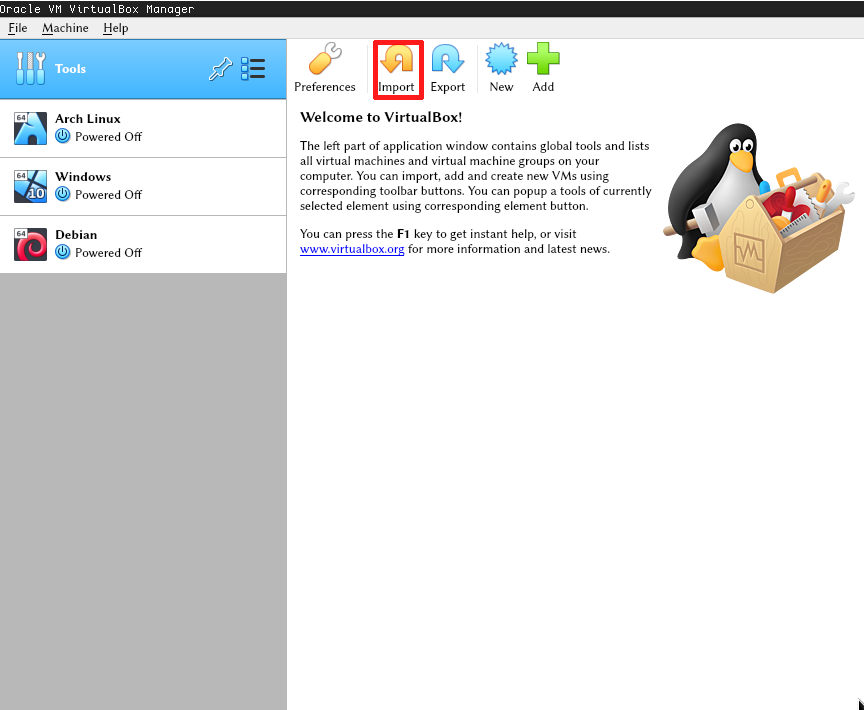 Oracle VM VirtualBox Manager
File Machine Help
Tools
Preferences Import Export New Add
64
Arch Linux
Powered Off
64
10
Windows
Powered Off
64
Debian
Powered Off
Welcome to VirtualBox!
The left part of application window contains global tools and lists
all virtual machines and virtual machine groups on your
computer. You can import, add and create new VMs using
corresponding toolbar buttons. You can popup a tools of currently
selected element using corresponding element button.
You can press the F1 key to get instant help, or visit
www.virtualbox.org for more information and latest news.